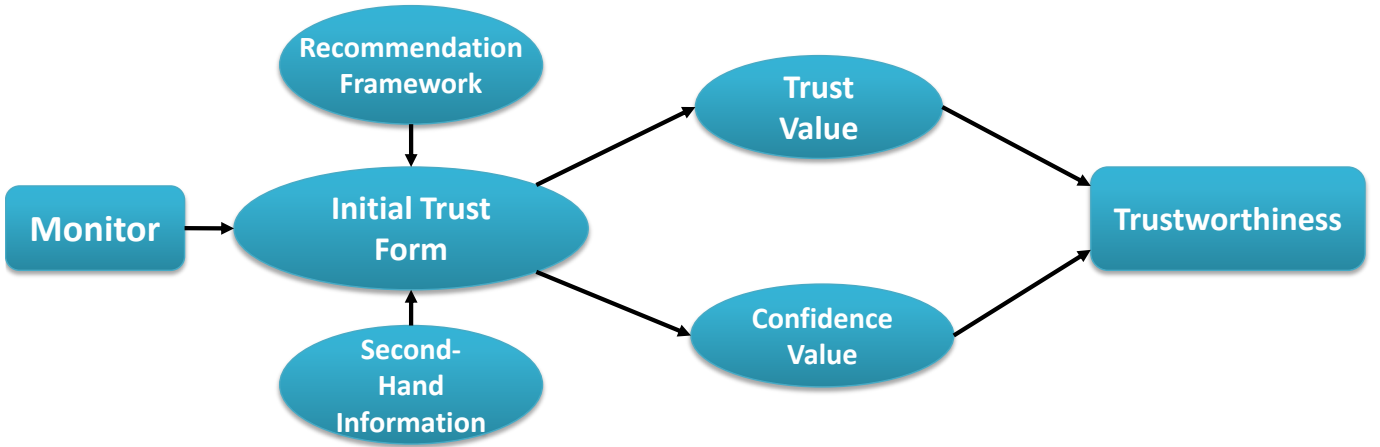 Recommendation
Framework
Trust
Value
Monitor
Initial Trust
Form
Trustworthiness
Second-
Hand
Information
Confidence
Value